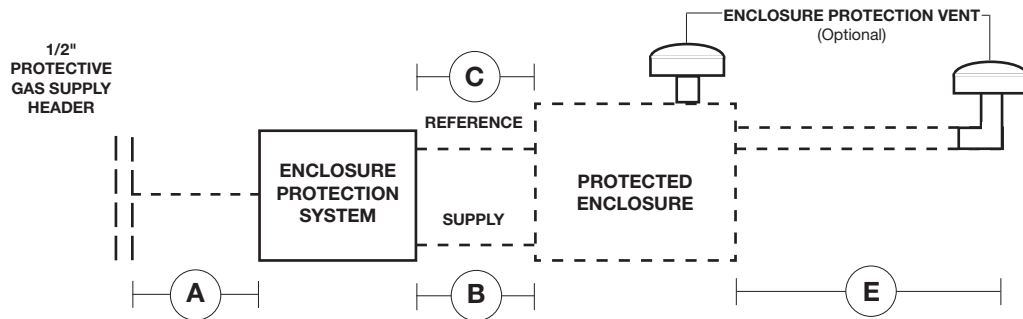 1/2"
PROTECTIVE
GAS SUPPLY
HEADER
ENCLOSURE PROTECTION VENT
(Optional)
C
REFERENCE
ENCLOSURE
PROTECTION
SYSTEM
SUPPLY
PROTECTED
ENCLOSURE
A
B
E